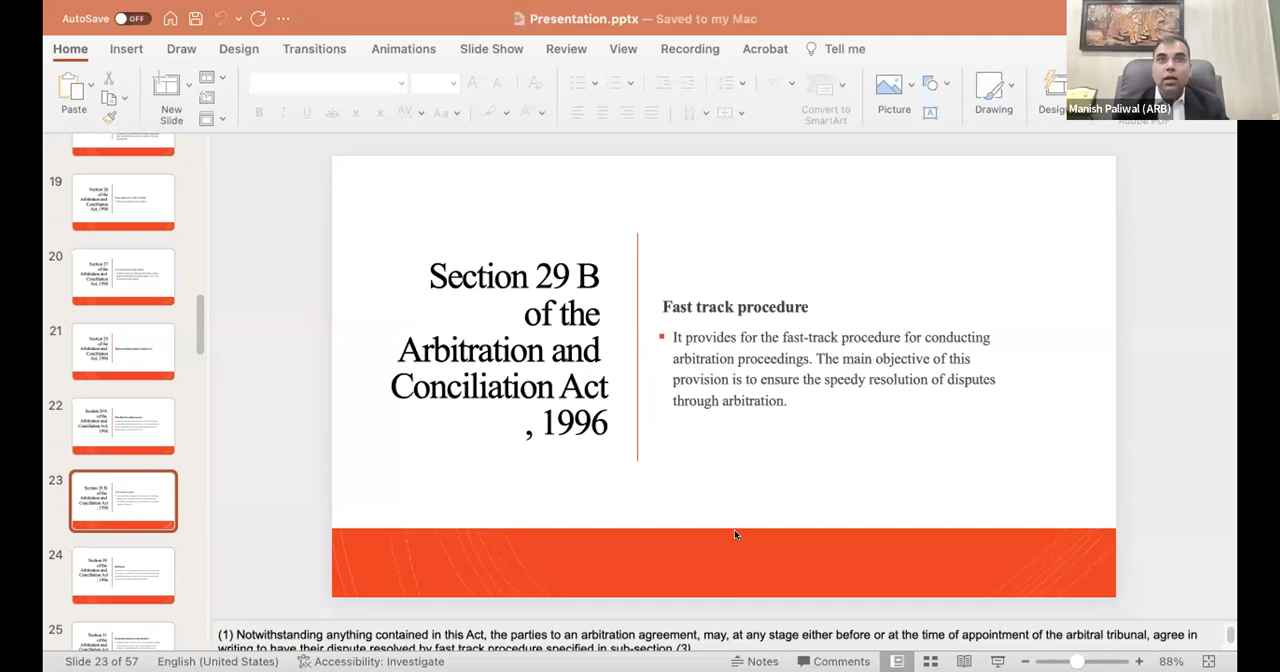 AutoSave OFF
Presentation.pptx — Saved to my Mac
Home Insert Draw Design Transitions Animations Slide Show Review View Recording Acrobat Tell me
Paste
New
Slide
Convert to
SmartArt
Picture
Drawing
Manish Paliwal (ARB)
19
20
21
22
23
24
25
Section 29 B
of the
Arbitration and
Conciliation Act
, 1996
Fast track procedure
It provides for the fast-track procedure for conducting
arbitration proceedings. The main objective of this
provision is to ensure the speedy resolution of disputes
through arbitration.
(1) Notwithstanding anything contained in this Act, the parties to an arbitration agreement, may, at any stage either before or at the time of appointment of the arbitral tribunal, agree in
writing to have their dispute resolved by fast track procedure specified in sub-section (3)
Slide 23 of 57 English (United States) Accessibility: Investigate Notes Comments 88%